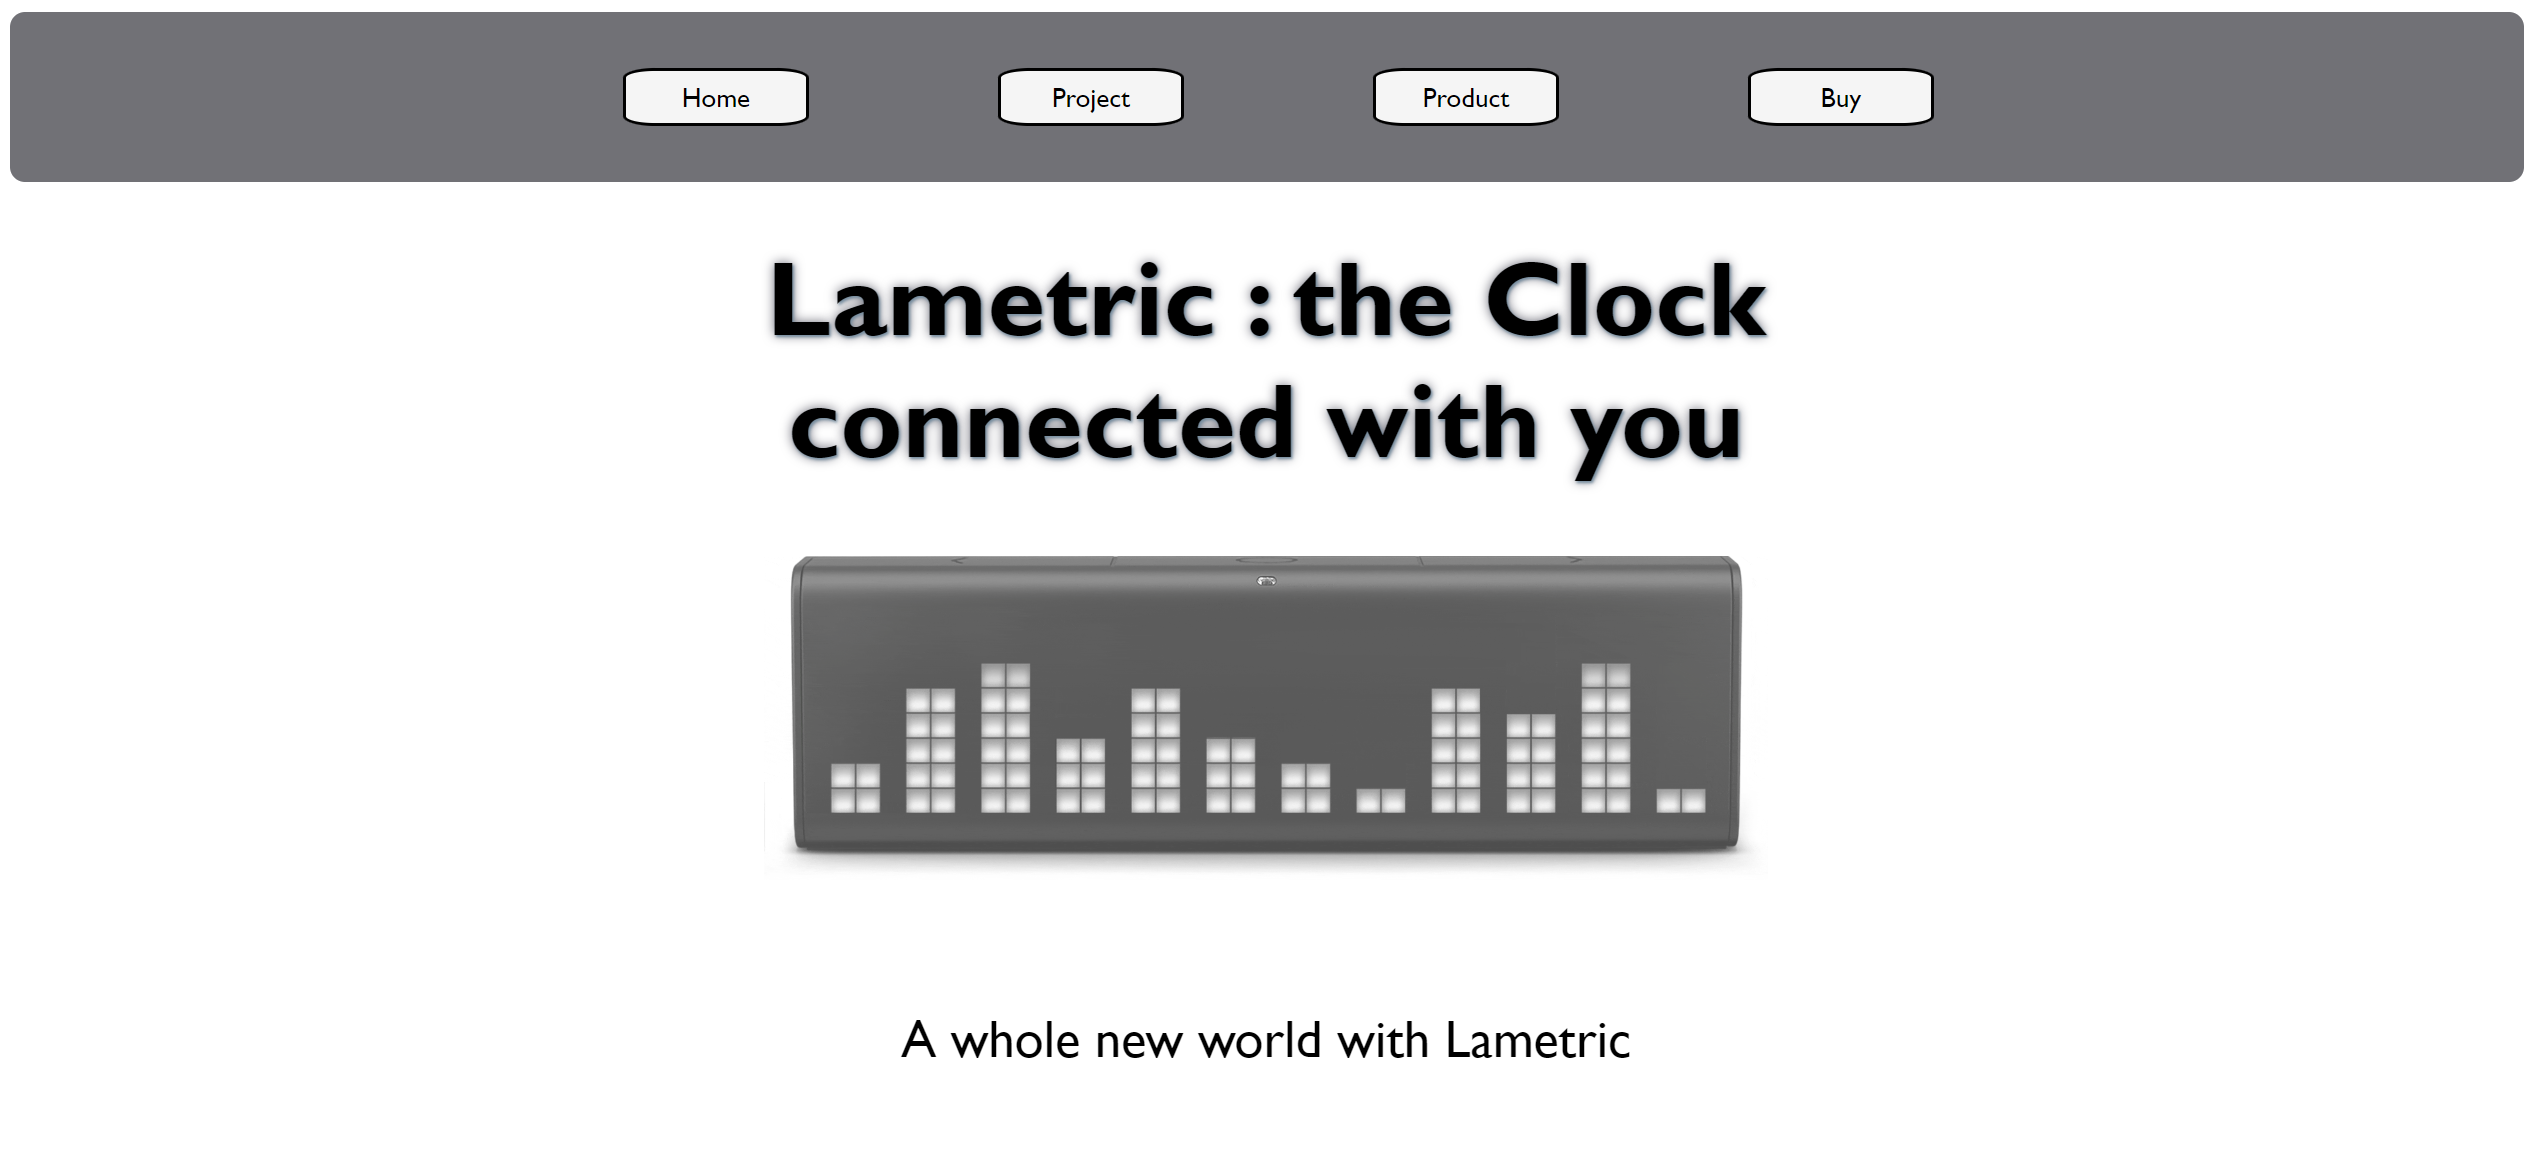 Home
Project
Product
Buy
Lametric : the Clock
connected with you
A whole new world with Lametric